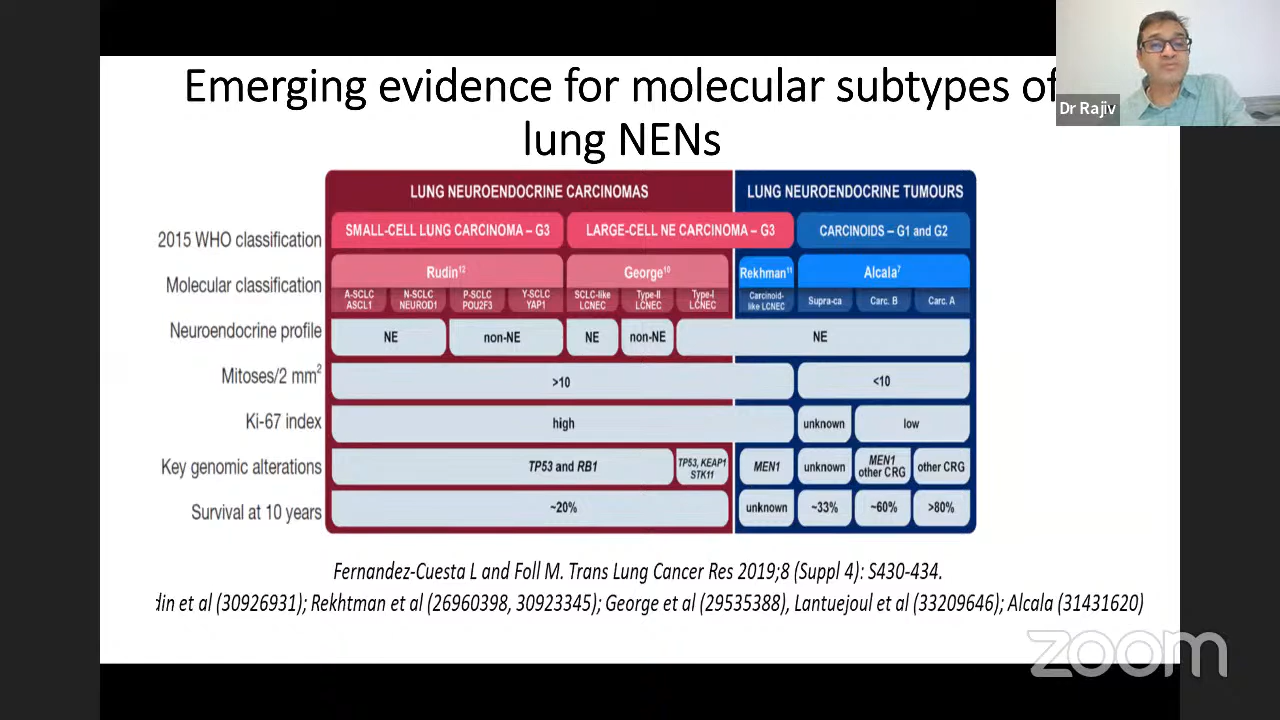 Emerging evidence for molecular subtypes of
lung NENs
Dr Rajiv
LUNG NEUROENDOCRINE CARCINOMAS LUNG NEUROENDOCRINE TUMOURS
2015 WHO classification SMALL-CELL LUNG CARCINOMA – G3 LARGE-CELL NE CARCINOMA – G3 CARCINOIDS – G1 and G2
Molecular classification Rudin12 George10 Rekhman11 Alcala7
A-SCLC ASCL1 N-SCLC NEUROD1 P-SCLC POU2F3 Y-SCLC YAP1 SCLC-like LCNEC Type-II LCNEC Type-I LCNEC Carcinoid-like LCNEC Supra-ca Carc. B Carc. A
Neuroendocrine profile NE non-NE NE non-NE NE
Mitoses/2 mm2 >10 <10
Ki-67 index high unknown low
Key genomic alterations TP53 and RB1 TP53, KEAP1 STK11 MEN1 unknown MEN1 other CRG other CRG
Survival at 10 years ~20% unknown ~33% ~60% >80%
Fernandez-Cuesta L and Foll M. Trans Lung Cancer Res 2019;8 (Suppl 4): S430-434.
din et al (30926931); Rekhtman et al (26960398, 30923345); George et al (29535388), Lantuejoul et al (33209646); Alcala (31431620)
zoom